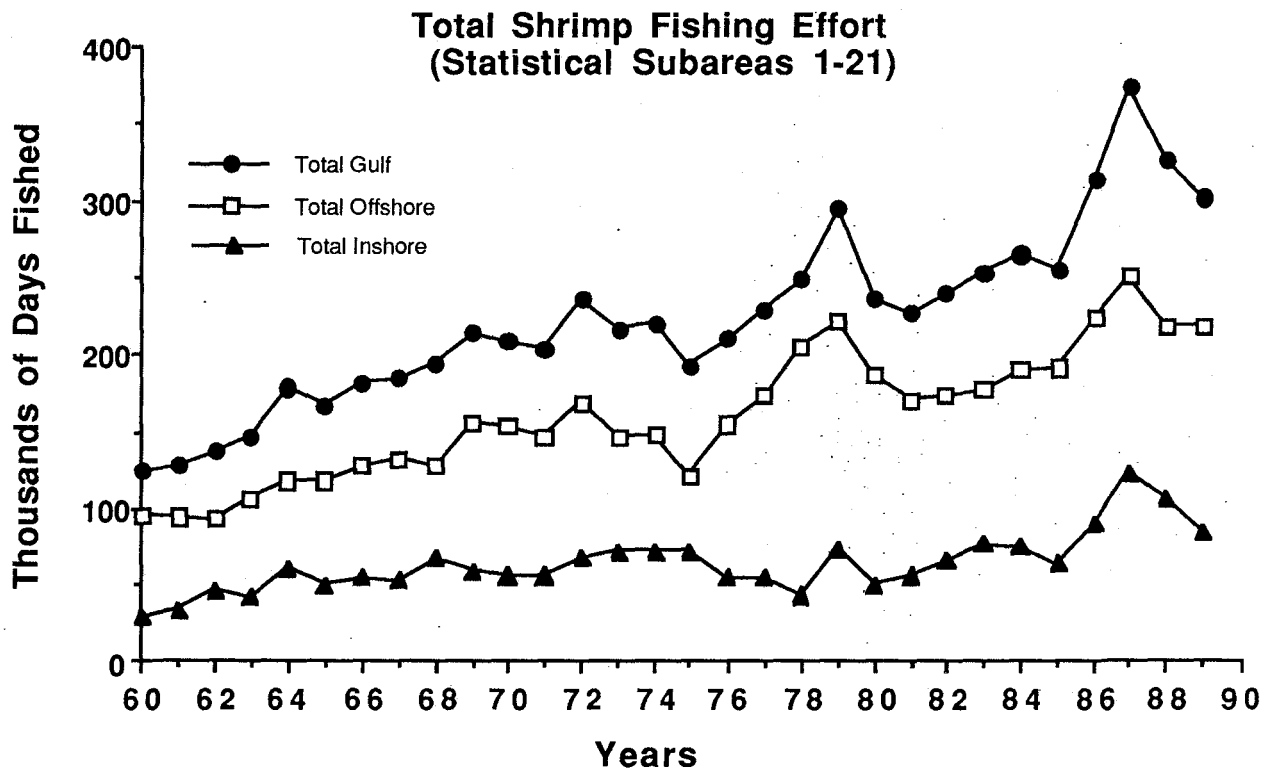 Total Shrimp Fishing Effort
(Statistical Subareas 1-21)
Thousands of Days Fished
400
300
200
100
0
Total Gulf
Total Offshore
Total Inshore
60 62 64 66 68 70 72 74 76 78 80 82 84 86 88 90
Years